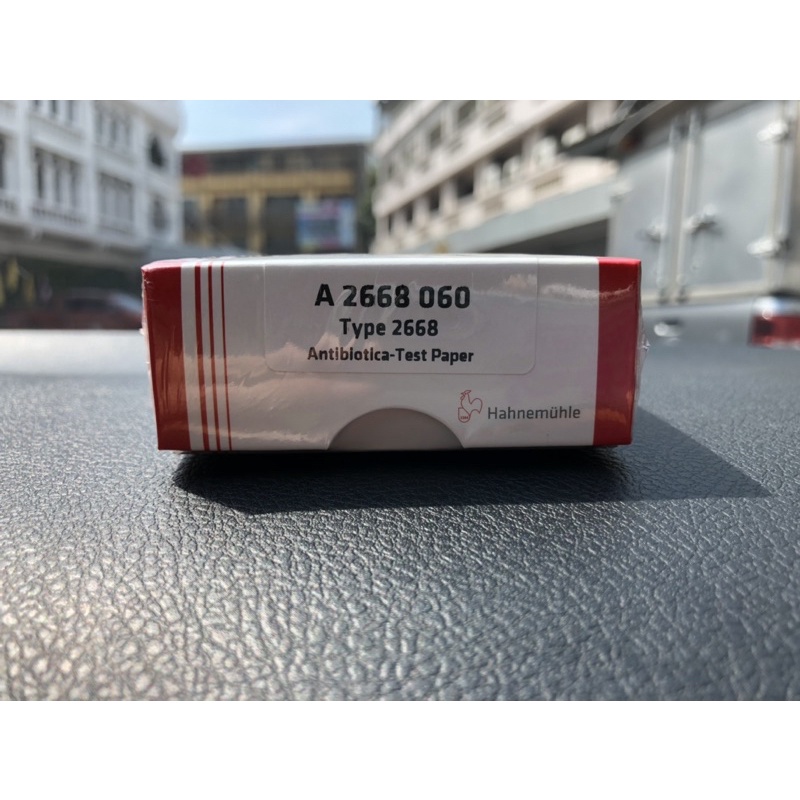 A 2668 060
Type 2668
Antibiotica-Test Paper
Hahnemühle